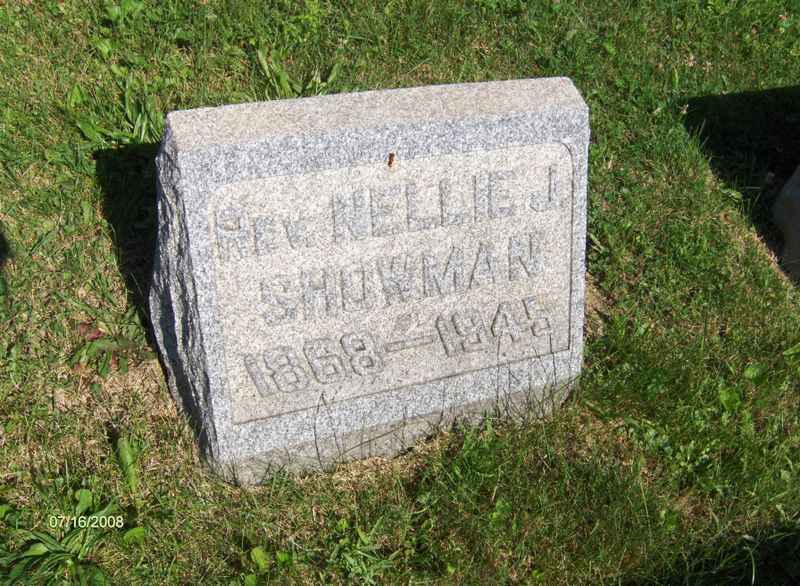 Rev. NELLIE J.
SHOWMAN
1868-1945
07/16/2008